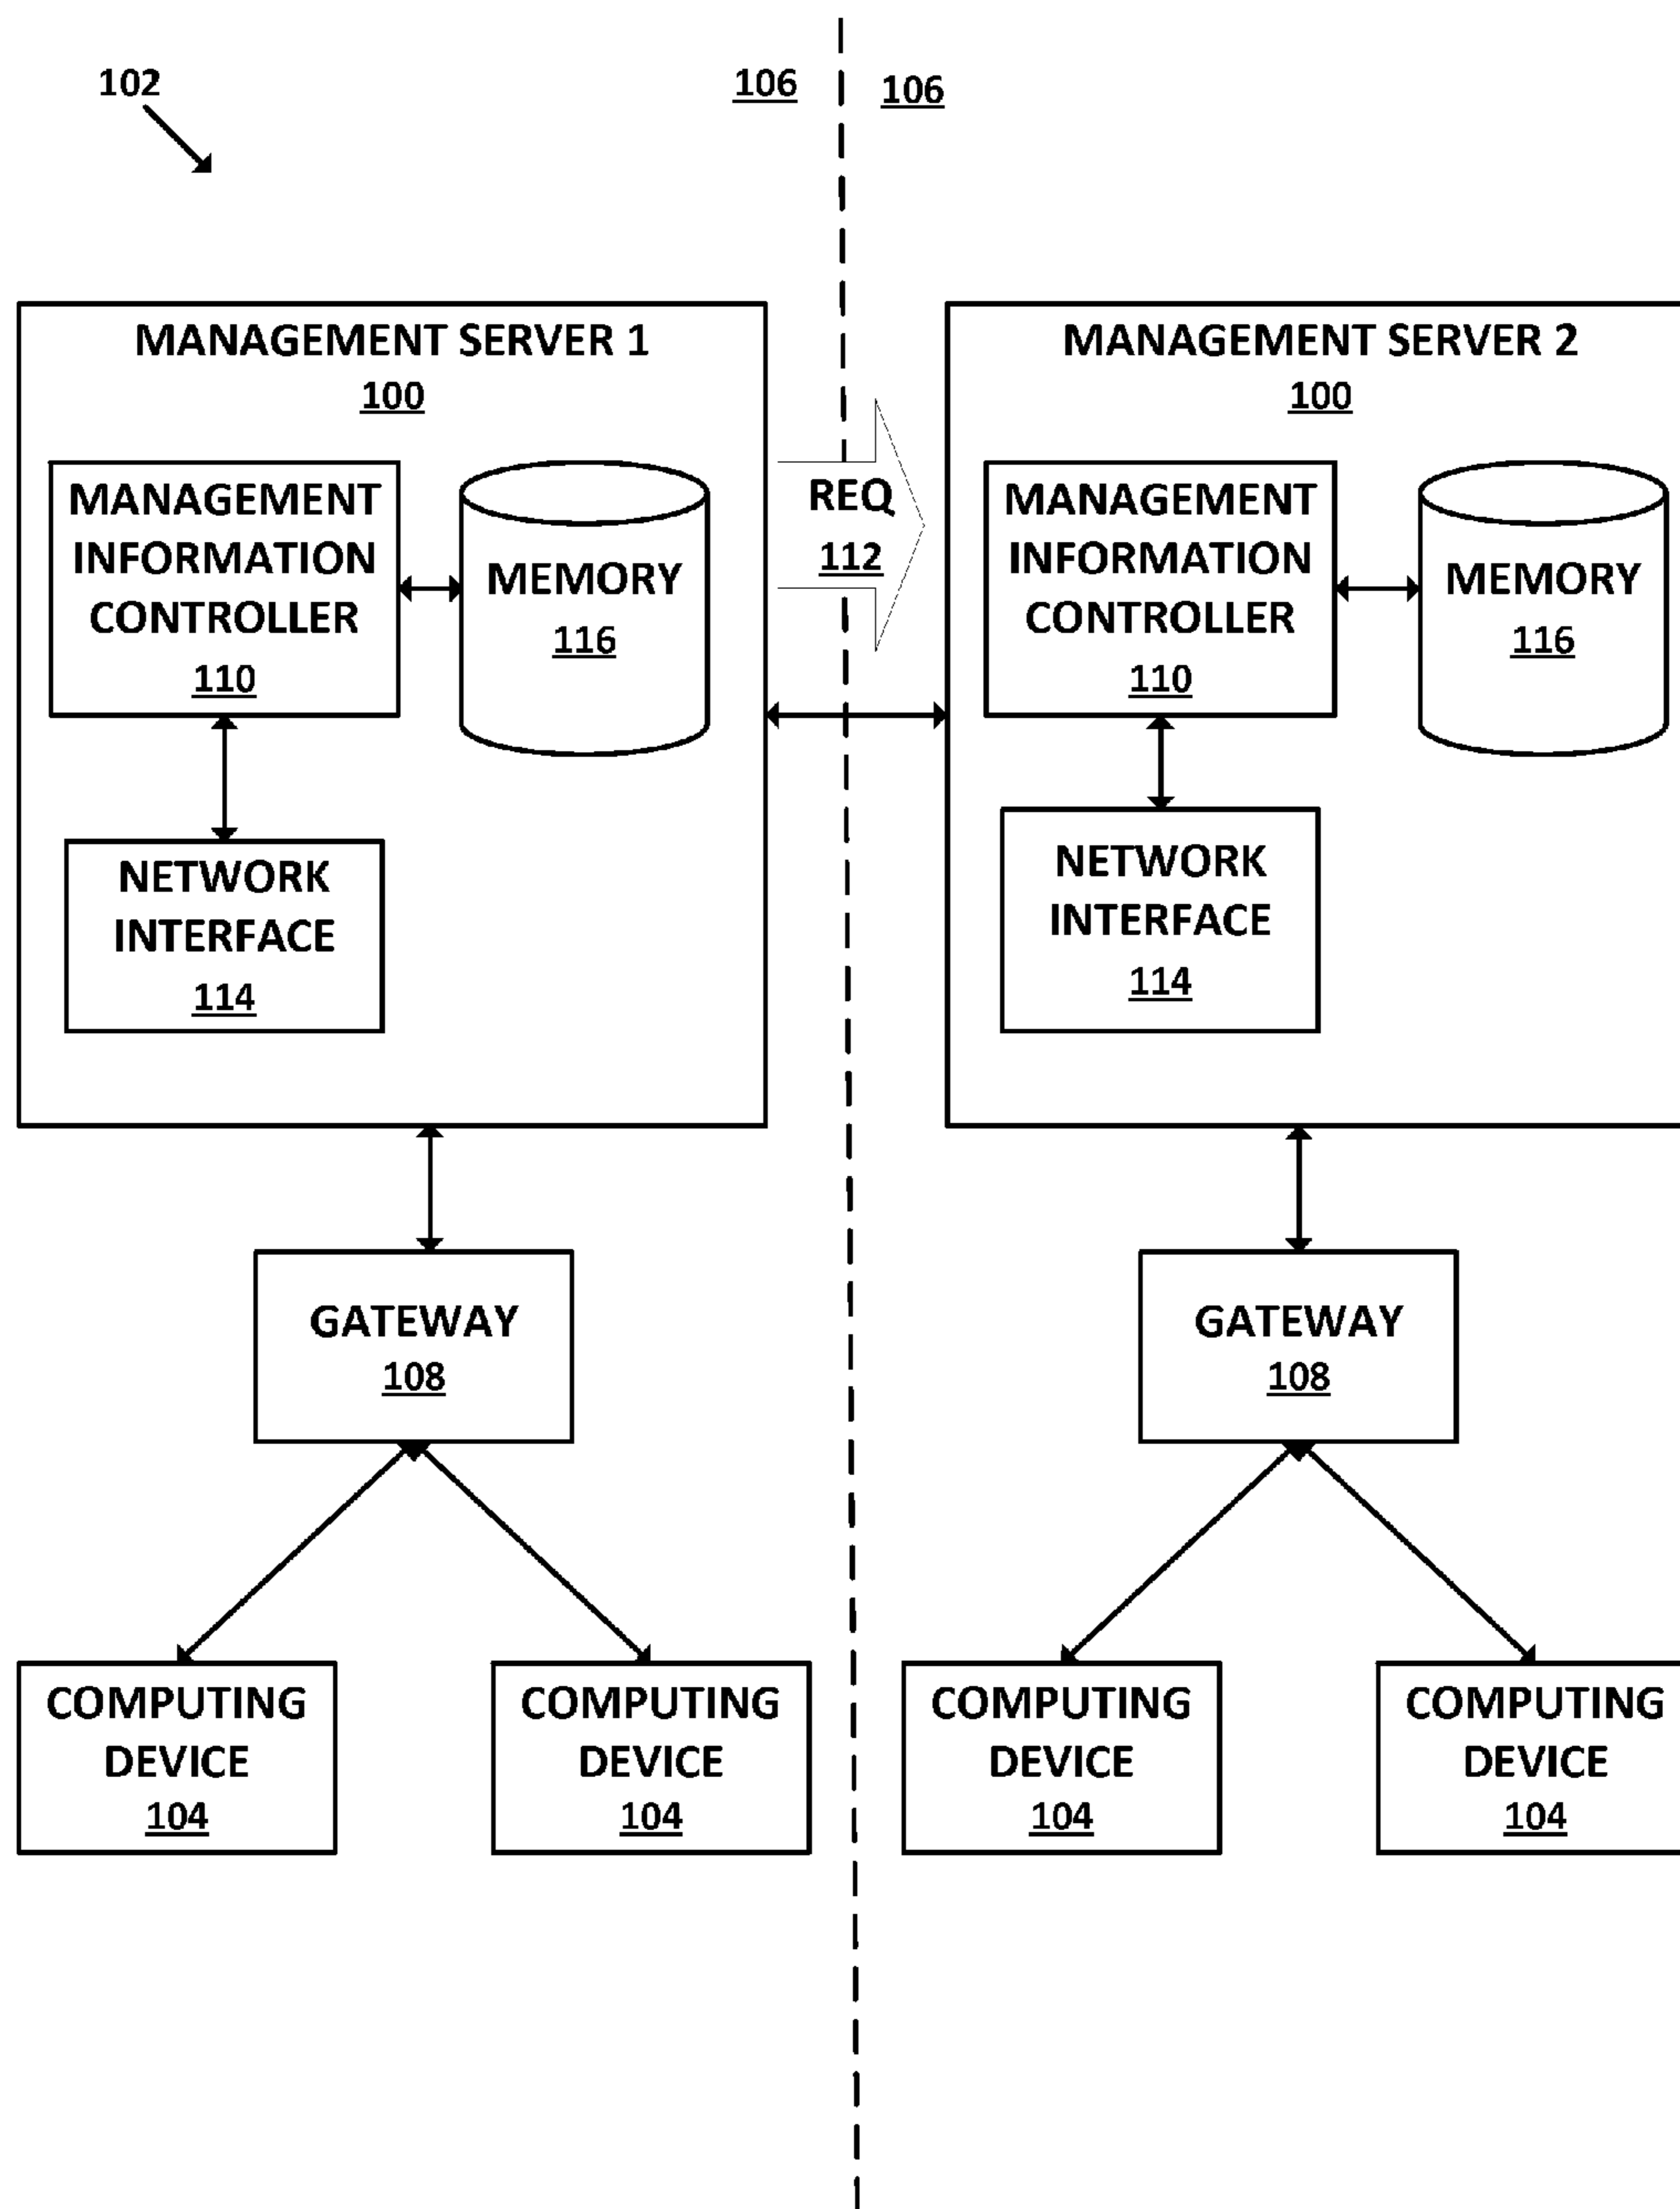 102
106
106
MANAGEMENT SERVER 1
100
MANAGEMENT
INFORMATION
CONTROLLER
110
MEMORY
116
NETWORK
INTERFACE
114
REQ
112
MANAGEMENT SERVER 2
100
MANAGEMENT
INFORMATION
CONTROLLER
110
MEMORY
116
NETWORK
INTERFACE
114
GATEWAY
108
GATEWAY
108
COMPUTING
DEVICE
104
COMPUTING
DEVICE
104
COMPUTING
DEVICE
104
COMPUTING
DEVICE
104